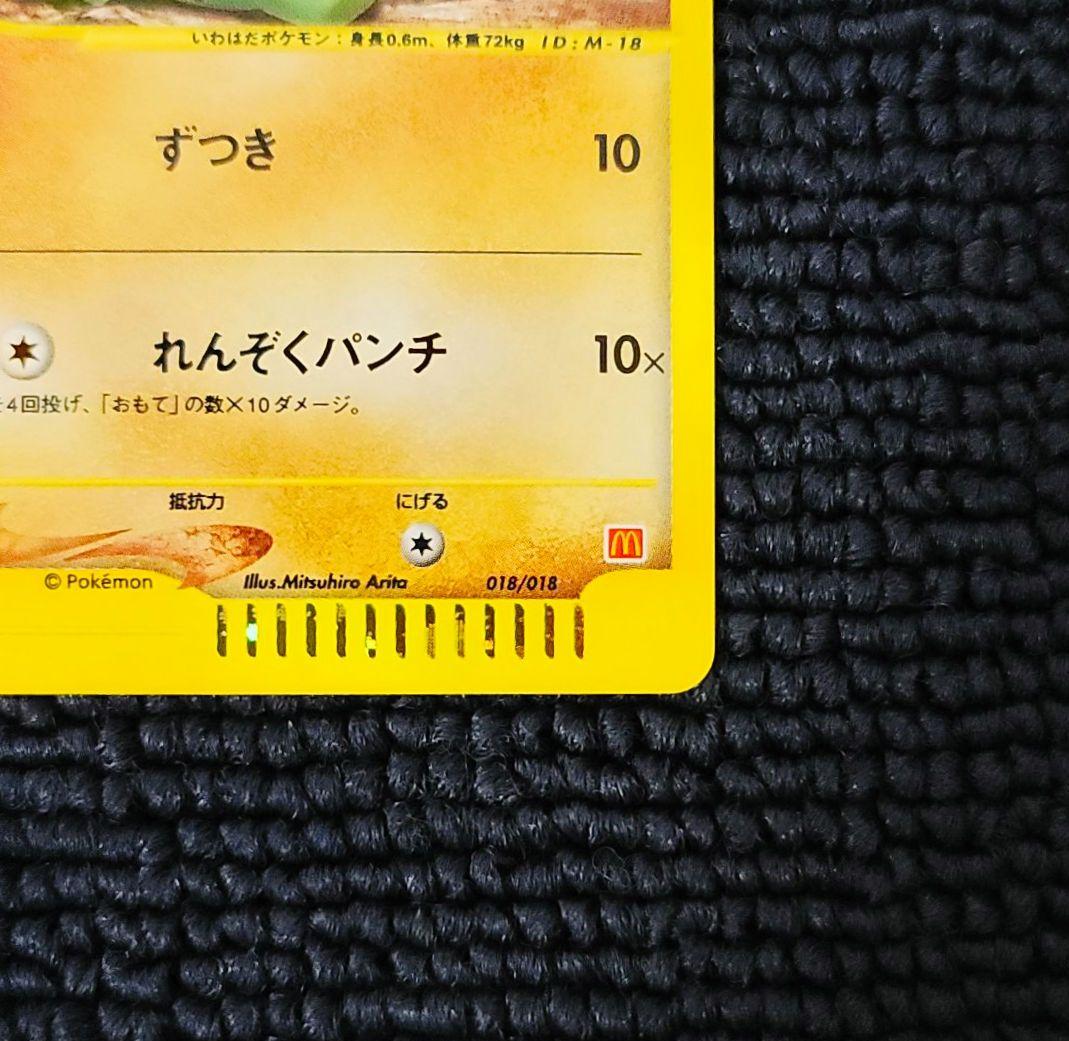 いわはだポケモン：身長0.6m、体重72kg ID:M-18
ずつき 10
れんぞくパンチ 10×
を4回投げ、「おもて」の数×10ダメージ。
抵抗力 にげる
© Pokémon Illus.Mitsuhiro Arita 018/018